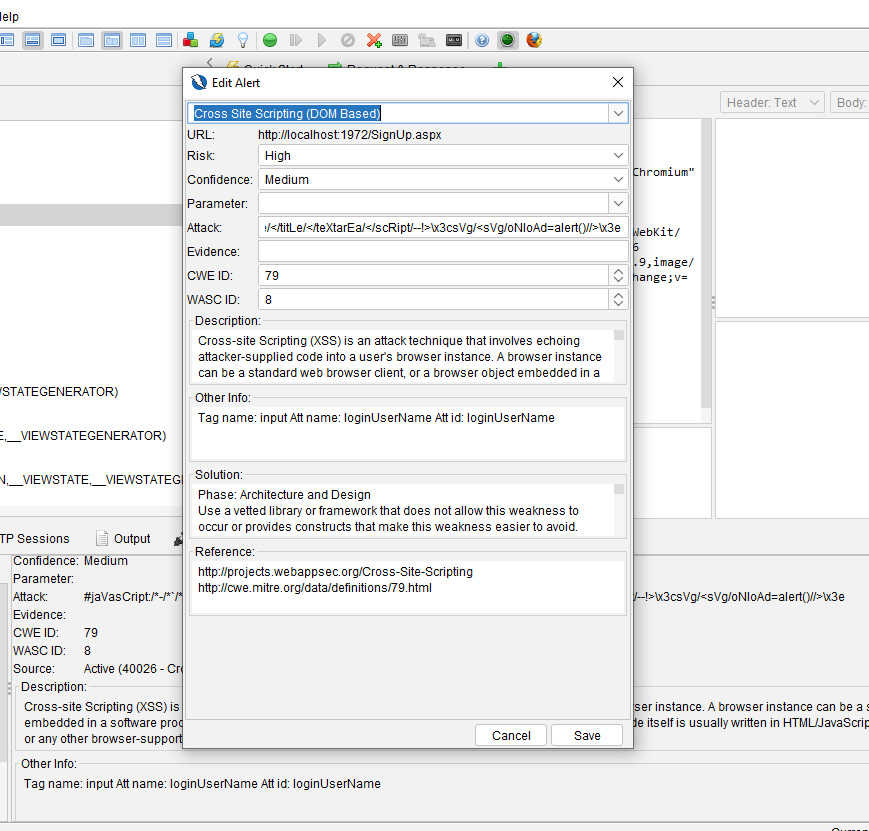 elp
Quick Start
Request & Response
Edit Alert
Header: Text
Body:
Cross Site Scripting (DOM Based)
URL: http://localhost:1972/SignUp.aspx
Risk: High
Chromium"
Confidence: Medium
Parameter:
Attack: :/</titLe/</teXtarEa/</scRipt/--!>\x3csVg/<sVg/oNloAd=alert()//>\x3e
WebKit/
6
Evidence:
.9,image/
CWE ID: 79
hange;v=
WASC ID: 8
Description:
Cross-site Scripting (XSS) is an attack technique that involves echoing
attacker-supplied code into a user's browser instance. A browser instance
can be a standard web browser client, or a browser object embedded in a
WSTATEGENERATOR)
Other Info:
Tag name: input Att name: loginUserName Att id: loginUserName
E,__VIEWSTATEGENERATOR)
Solution:
N,__VIEWSTATE,__VIEWSTATEG
Phase: Architecture and Design
Use a vetted library or framework that does not allow this weakness to
occur or provides constructs that make this weakness easier to avoid.
TP Sessions
Output
Reference:
http://projects.webappsec.org/Cross-Site-Scripting
http://cwe.mitre.org/data/definitions/79.html
Confidence: Medium
Parameter:
Attack: #jaVasCript:/*-/*`/* /--!>\x3csVg/<sVg/oNloAd=alert()//>\x3e
Evidence:
CWE ID: 79
WASC ID: 8
Source: Active (40026 - Cro
Description:
Cross-site Scripting (XSS) is ser instance. A browser instance can be a s
embedded in a software prod de itself is usually written in HTML/JavaScrip
or any other browser-support
Cancel
Save
Other Info:
Tag name: input Att name: loginUserName Att id: loginUserName